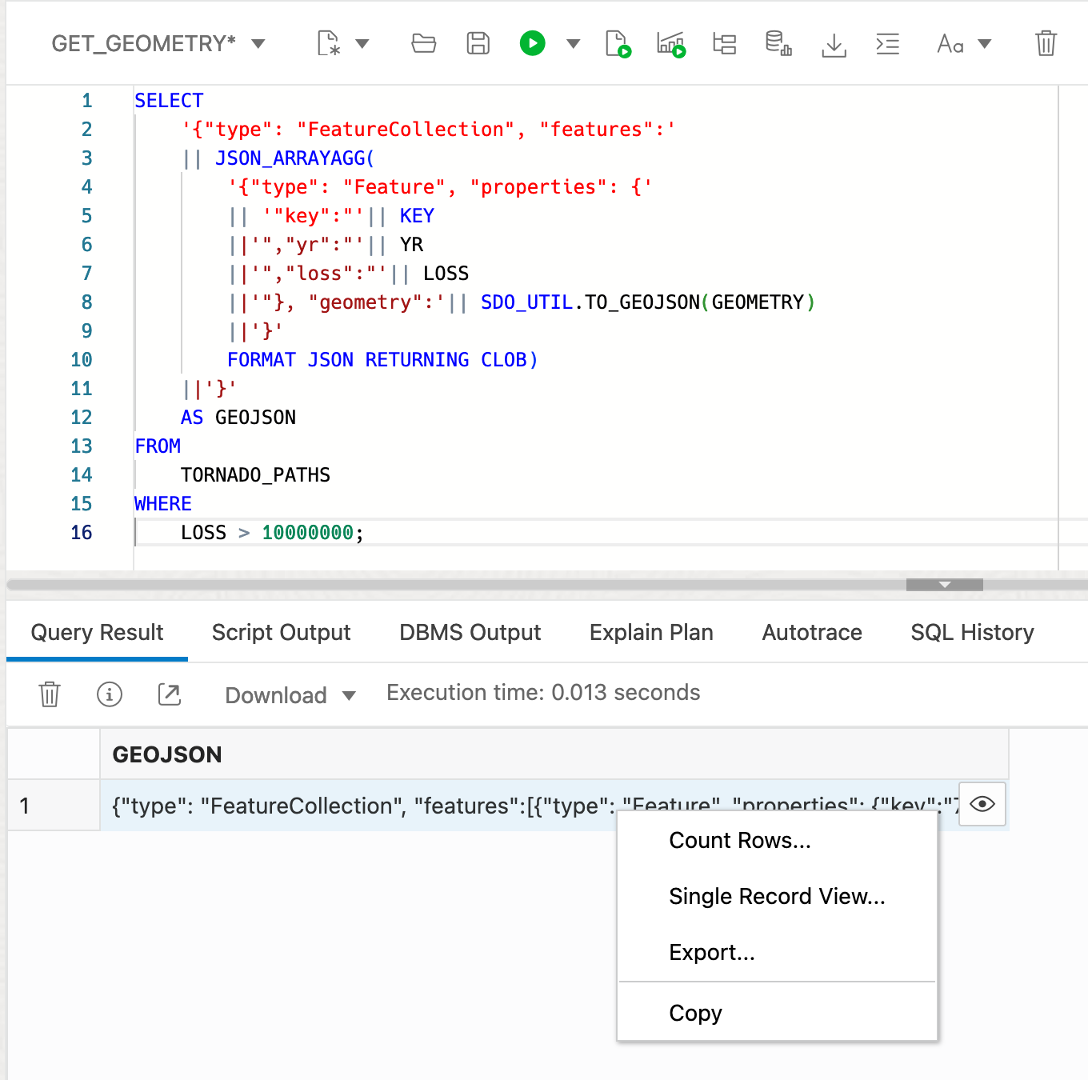 GET_GEOMETRY*
Aa
1 SELECT
2 '{"type": "FeatureCollection", "features":'
3 || JSON_ARRAYAGG(
4 '{"type": "Feature", "properties": {'
5 || '"key":"'|| KEY
6 ||'","yr":"'|| YR
7 ||'","loss":"'|| LOSS
8 ||'"}, "geometry":'|| SDO_UTIL.TO_GEOJSON(GEOMETRY)
9 ||'}'
10 FORMAT JSON RETURNING CLOB)
11 ||'}'
12 AS GEOJSON
13 FROM
14 TORNADO_PATHS
15 WHERE
16 LOSS > 10000000;
Query Result Script Output DBMS Output Explain Plan Autotrace SQL History
Download Execution time: 0.013 seconds
GEOJSON
1 {"type": "FeatureCollection", "features":[{"type": "Feature", "properties": {"key":"
Count Rows...
Single Record View...
Export...
Copy